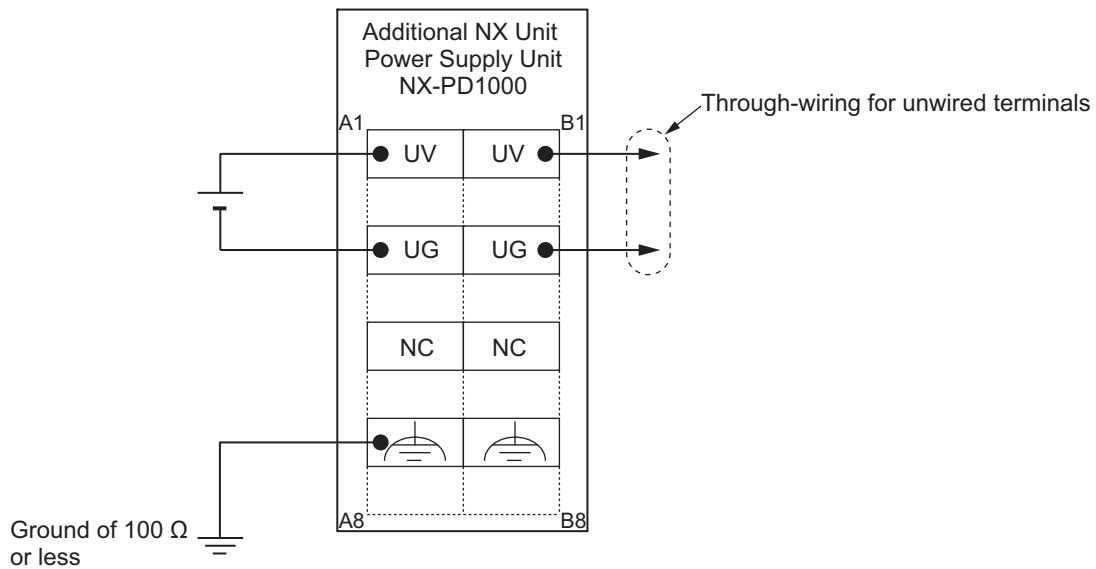 Additional NX Unit
Power Supply Unit
NX-PD1000
Through-wiring for unwired terminals
A1
B1
UV
UV
UG
UG
NC
NC
A8
B8
Ground of 100 Ω
or less